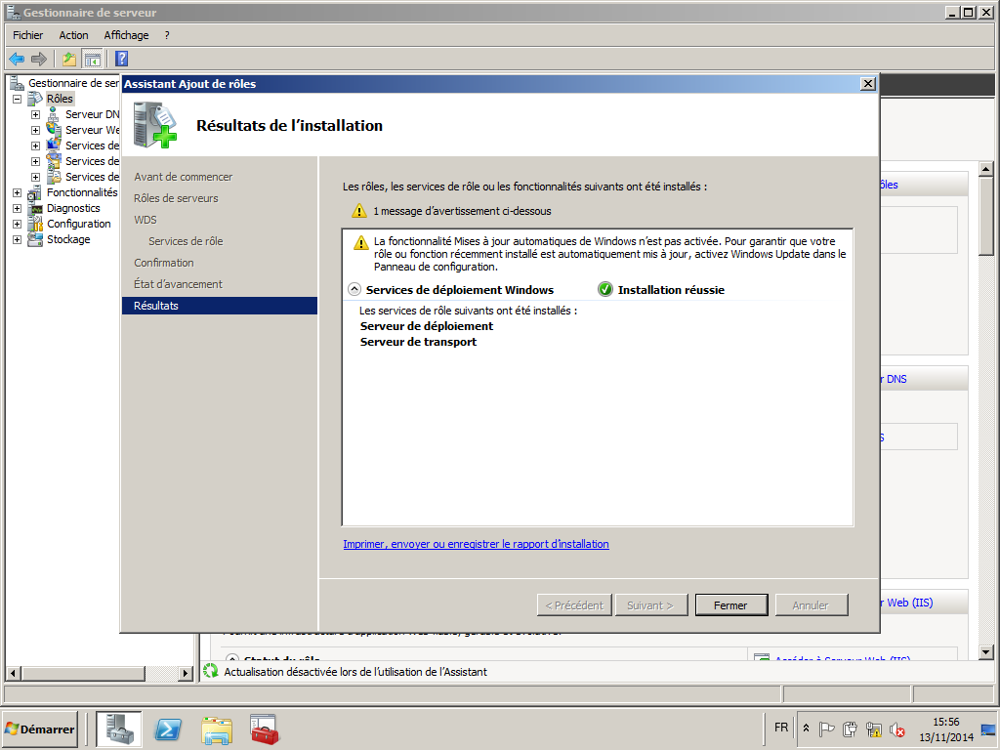 Gestionnaire de serveur
Fichier Action Affichage ?
Gestionnaire de ser
Rôles
Serveur DN
Serveur We
Services de
Services de
Services de
Fonctionnalités
Diagnostics
Configuration
Stockage
Assistant Ajout de rôles
Résultats de l'installation
Avant de commencer
Rôles de serveurs
WDS
Services de rôle
Confirmation
État d'avancement
Résultats
Les rôles, les services de rôle ou les fonctionnalités suivants ont été installés :
1 message d'avertissement ci-dessous
La fonctionnalité Mises à jour automatiques de Windows n'est pas activée. Pour garantir que votre
rôle ou fonction récemment installé est automatiquement mis à jour, activez Windows Update dans le
Panneau de configuration.
Services de déploiement Windows Installation réussie
Les services de rôle suivants ont été installés :
Serveur de déploiement
Serveur de transport
Imprimer, envoyer ou enregistrer le rapport d'installation
< Précédent Suivant > Fermer Annuler
ôles
r DNS
S
r Web (IIS)
Statut du rôle Accéder à Serveur Web (IIS)
Actualisation désactivée lors de l'utilisation de l'Assistant
Démarrer
FR
15:56
13/11/2014